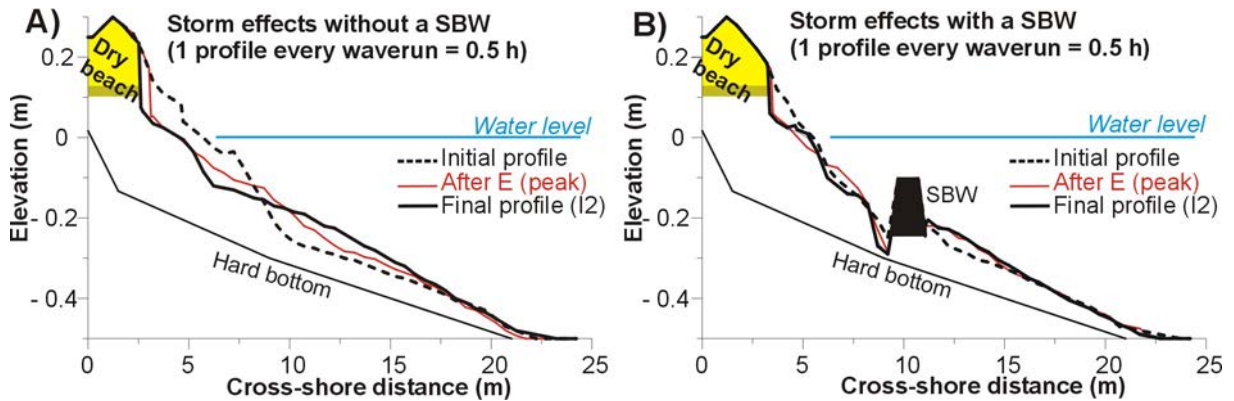 A)
Storm effects without a SBW
(1 profile every waverun = 0.5 h)
Dry
beach
Water level
Initial profile
After E (peak)
Final profile (I2)
Hard bottom
Elevation (m)
0.2
0
- 0.2
- 0.4
0
5
10
15
20
25
Cross-shore distance (m)
B)
Storm effects with a SBW
(1 profile every waverun = 0.5 h)
Dry
beach
Water level
Initial profile
After E (peak)
Final profile (I2)
SBW
Hard bottom
Elevation (m)
0.2
0
- 0.2
- 0.4
0
5
10
15
20
25
Cross-shore distance (m)